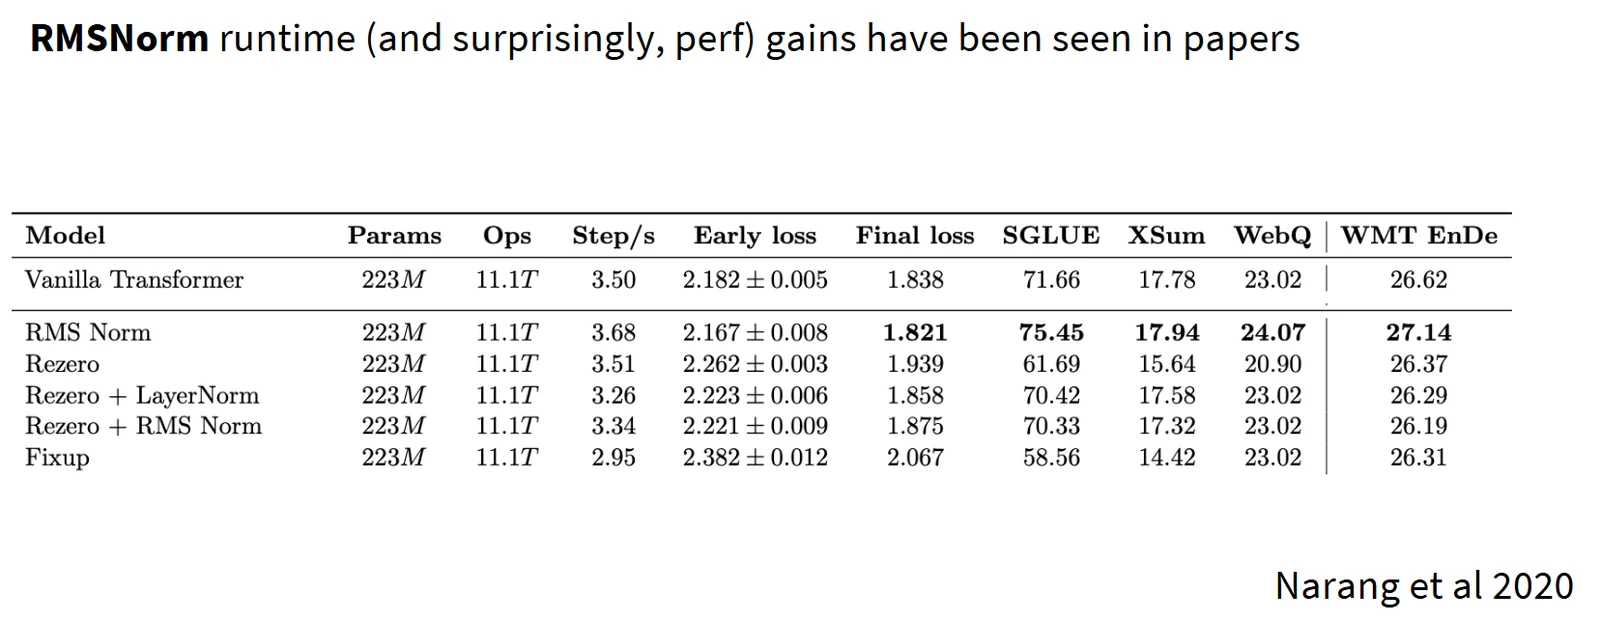 RMSNorm runtime (and surprisingly, perf) gains have been seen in papers
Model Params Ops Step/s Early loss Final loss SGLUE XSum WebQ WMT EnDe
Vanilla Transformer 223M 11.1T 3.50 2.182 ± 0.005 1.838 71.66 17.78 23.02 26.62
RMS Norm 223M 11.1T 3.68 2.167 ± 0.008 1.821 75.45 17.94 24.07 27.14
Rezero 223M 11.1T 3.51 2.262 ± 0.003 1.939 61.69 15.64 20.90 26.37
Rezero + LayerNorm 223M 11.1T 3.26 2.223 ± 0.006 1.858 70.42 17.58 23.02 26.29
Rezero + RMS Norm 223M 11.1T 3.34 2.221 ± 0.009 1.875 70.33 17.32 23.02 26.19
Fixup 223M 11.1T 2.95 2.382 ± 0.012 2.067 58.56 14.42 23.02 26.31
Narang et al 2020